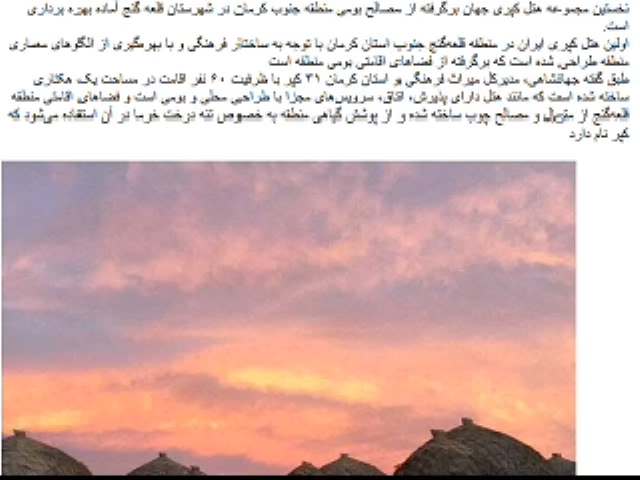 نخستین مجموعه هتل کپری جهان برگرفته از مصالح بومی منطقه جنوب کرمان در شهرستان قلعه گنج آماده بهره برداری
است.
اولین هتل کپری ایران در منطقه قلعه‌گنج جنوب استان کرمان با توجه به ساختار فرهنگی و با بهره‌گیری از الگوهای معماری
منطقه طراحی شده است که برگرفته از فضاهای اقامتی بومی منطقه است
طبق گفته جهانشاهی، مدیرکل میراث فرهنگی و استان کرمان ۳۱ کپر با ظرفیت ۶۰ نفر اقامت در مساحت یک هکتاری
ساخته شده است که مانند هتل دارای پذیرش، اتاق، سرویس‌های مجزا با طراحی محلی و بومی است و فضاهای اقامتی منطقه
قلعه‌گنج از متریال و مصالح چوب ساخته شده و از پوشش گیاهی منطقه به خصوص تنه درخت خرما در آن استفاده می‌شود که
کپر نام دارد